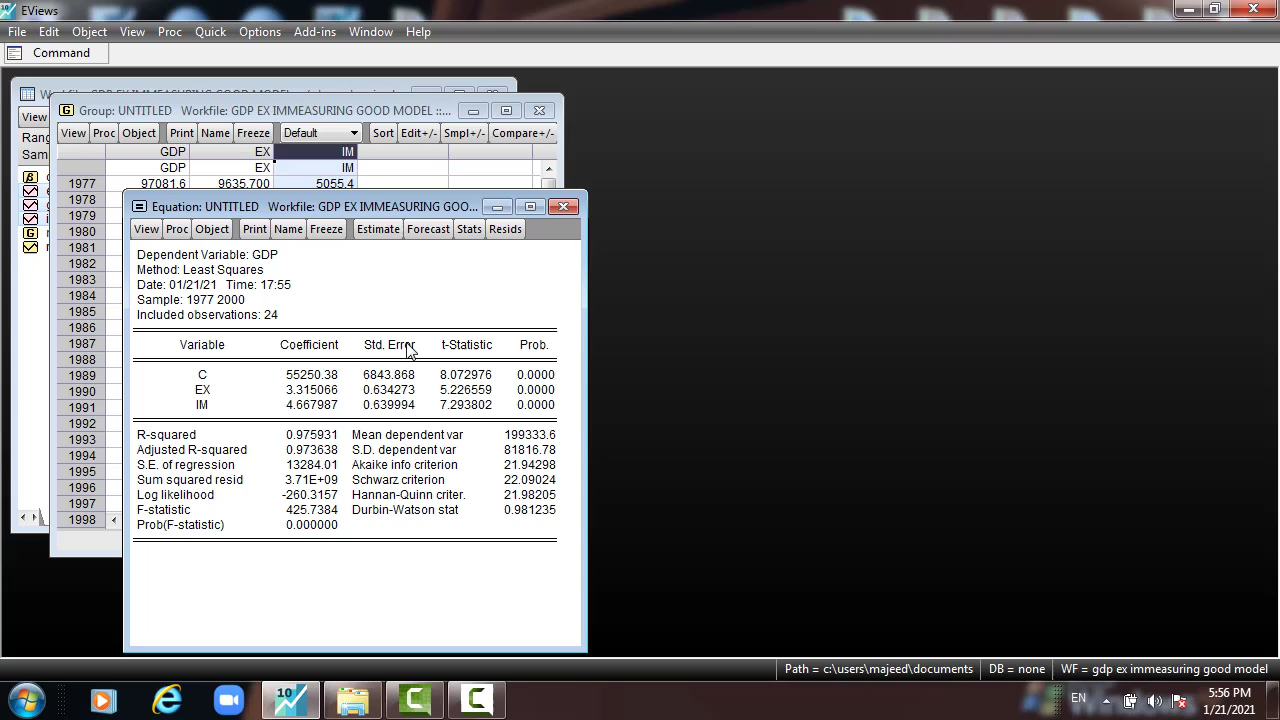 EViews
File Edit Object View Proc Quick Options Add-ins Window Help
Command
View
Group: UNTITLED Workfile: GDP EX IMMEASURING GOOD MODEL ::...
View Proc Object Print Name Freeze Default Sort Edit+/- Smpl+/- Compare+/-
Rang
Sam
GDP EX IM
GDP EX IM
1977 97081.6 9635.700 5055.4
1978
1979
1980
1981
1982
1983
1984
1985
1986
1987
1988
1989
1990
1991
1992
1993
1994
1995
1996
1997
1998
Equation: UNTITLED Workfile: GDP EX IMMEASURING GOO...
View Proc Object Print Name Freeze Estimate Forecast Stats Resids
Dependent Variable: GDP
Method: Least Squares
Date: 01/21/21 Time: 17:55
Sample: 1977 2000
Included observations: 24
Variable Coefficient Std. Error t-Statistic Prob.
C 55250.38 6843.868 8.072976 0.0000
EX 3.315066 0.634273 5.226559 0.0000
IM 4.667987 0.639994 7.293802 0.0000
R-squared 0.975931 Mean dependent var 199333.6
Adjusted R-squared 0.973638 S.D. dependent var 81816.78
S.E. of regression 13284.01 Akaike info criterion 21.94298
Sum squared resid 3.71E+09 Schwarz criterion 22.09024
Log likelihood -260.3157 Hannan-Quinn criter. 21.98205
F-statistic 425.7384 Durbin-Watson stat 0.981235
Prob(F-statistic) 0.000000
Path = c:\users\majeed\documents DB = none WF = gdp ex immeasuring good model
10
EN
5:56 PM
1/21/2021